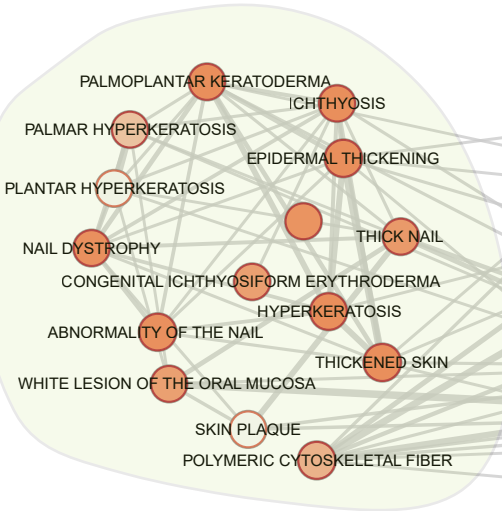 PALMOPLANTAR KERATODERMA
ICHTHYOSIS
PALMAR HYPERKERATOSIS
EPIDERMAL THICKENING
PLANTAR HYPERKERATOSIS
THICK NAIL
NAIL DYSTROPHY
CONGENITAL ICHTHYOSIFORM ERYTHRODERMA
HYPERKERATOSIS
ABNORMALITY OF THE NAIL
THICKENED SKIN
WHITE LESION OF THE ORAL MUCOSA
SKIN PLAQUE
POLYMERIC CYTOSKELETAL FIBER